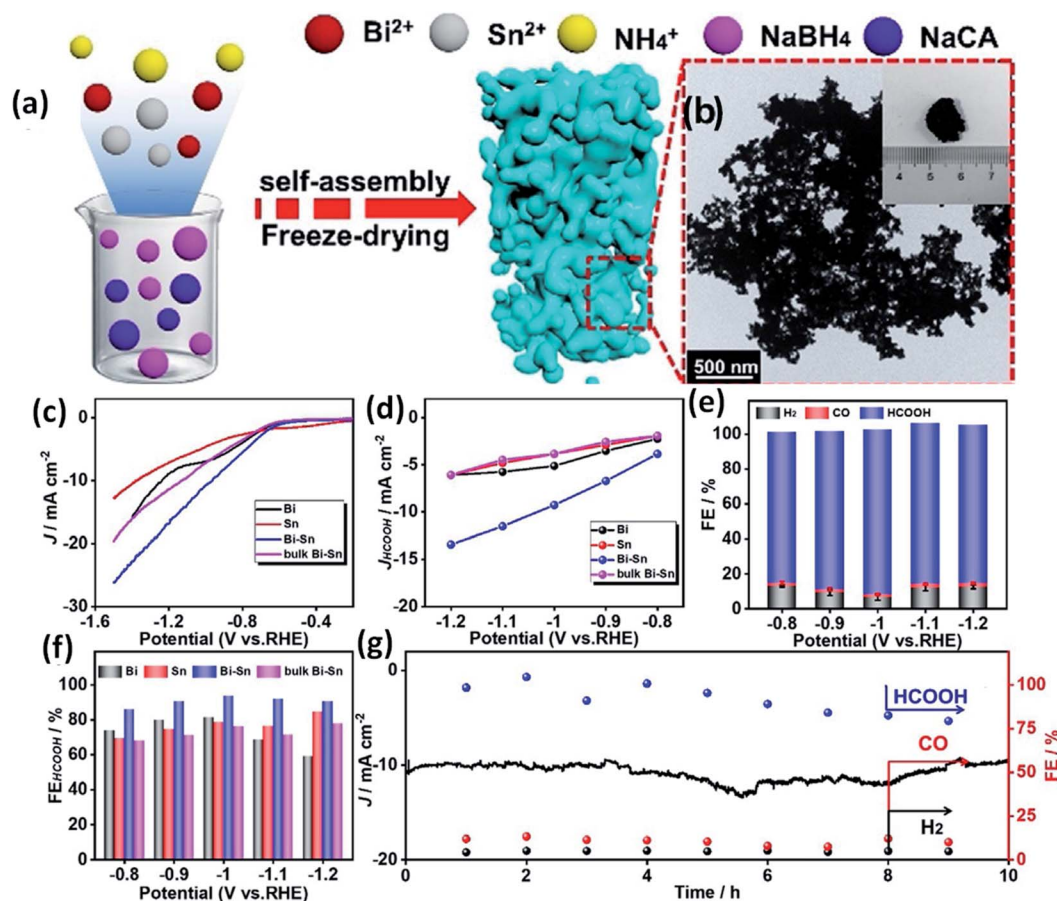 Bi²⁺ Sn²⁺ NH₄⁺ NaBH₄ NaCA
(a)
self-assembly
Freeze-drying
(b)
4 5 6 7
500 nm
(c)
J / mA cm⁻²
0
-10
-20
-30
Bi
Sn
Bi-Sn
bulk Bi-Sn
-1.6 -1.2 -0.8 -0.4
Potential (V vs.RHE)
(d)
J_HCOOH / mA cm⁻²
0
-5
-10
-15
-20
Bi
Sn
Bi-Sn
bulk Bi-Sn
-1.2 -1.1 -1 -0.9 -0.8
Potential (V vs.RHE)
(e)
H₂ CO HCOOH
FE / %
100
80
60
40
20
0
-0.8 -0.9 -1 -1.1 -1.2
Potential (V vs.RHE)
(f)
Bi Sn Bi-Sn bulk Bi-Sn
FE_HCOOH / %
100
80
60
40
20
0
-0.8 -0.9 -1 -1.1 -1.2
Potential (V vs.RHE)
(g)
J / mA cm⁻²
0
-10
-20
HCOOH
CO
H₂
100
75
50
25
0
FE / %
0 2 4 6 8 10
Time / h